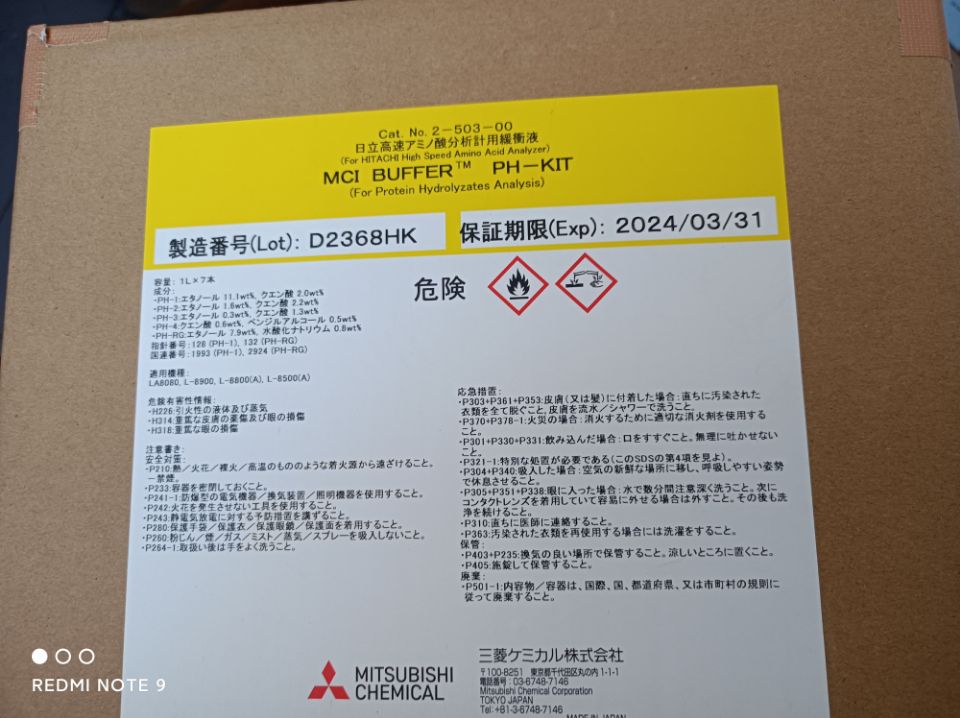 Cat. No. 2-503-00
日立高速アミノ酸分析計用緩衝液
(For HITACHI High Speed Amino Acid Analyzer)
MCI BUFFER™ PH-KIT
(For Protein Hydrolyzates Analysis)
製造番号(Lot): D2368HK
保証期限(Exp): 2024/03/31
危険
容量: 1L×7本
成分:
・PH-1:エタノール 11.1wt%, クエン酸 2.0wt%
・PH-2:エタノール 1.6wt%, クエン酸 2.2wt%
・PH-3:エタノール 0.3wt%, クエン酸 1.3wt%
・PH-4:クエン酸 0.6wt%, ベンジルアルコール 0.5wt%
・PH-RG:エタノール 7.9wt%, 水酸化ナトリウム 0.8wt%
指針番号:128 (PH-1), 132 (PH-RG)
国連番号:1993 (PH-1), 2924 (PH-RG)
適用機種:
LA8080, L-8900, L-8800(A), L-8500(A)
危険有害性情報:
・H226:引火性の液体及び蒸気
・H314:重篤な皮膚の薬傷及び眼の損傷
・H318:重篤な眼の損傷
注意書き:
安全対策:
・P210:熱/火花/裸火/高温のもののような着火源から遠ざけること。
－禁煙。
・P233:容器を密閉しておくこと。
・P241-1:防爆型の電気機器/換気装置/照明機器を使用すること。
・P242:火花を発生させない工具を使用すること。
・P243:静電気放電に対する予防措置を講ずること。
・P280:保護手袋/保護衣/保護眼鏡/保護面を着用すること。
・P260:粉じん/煙/ガス/ミスト/蒸気/スプレーを吸入しないこと。
・P264-1:取扱い後は手をよく洗うこと。
応急措置:
・P303+P361+P353:皮膚(又は髪)に付着した場合:直ちに汚染された
衣類を全て脱ぐこと。皮膚を流水/シャワーで洗うこと。
・P370+P378-1:火災の場合:消火するために適切な消火剤を使用する
こと。
・P301+P330+P331:飲み込んだ場合:口をすすぐこと。無理に吐かせない
こと。
・P321-1:特別な処置が必要である(このSDSの第4項を見よ)。
・P304+P340:吸入した場合:空気の新鮮な場所に移し、呼吸しやすい姿勢
で休息させること。
・P305+P351+P338:眼に入った場合:水で数分間注意深く洗うこと。次に
コンタクトレンズを着用していて容易に外せる場合は外すこと。その後も洗
浄を続けること。
・P310:直ちに医師に連絡すること。
・P363:汚染された衣類を再使用する場合には洗濯をすること。
保管:
・P403+P235:換気の良い場所で保管すること。涼しいところに置くこと。
・P405:施錠して保管すること。
廃棄:
・P501-1:内容物/容器は、国際、国、都道府県、又は市町村の規則に
従って廃棄すること。
MITSUBISHI
CHEMICAL
三菱ケミカル株式会社
〒100-8251 東京都千代田区丸の内 1-1-1
電話番号:03-6748-7146
Mitsubishi Chemical Corporation
TOKYO JAPAN
Tel:+81-3-6748-7146
MADE IN JAPAN
REDMI NOTE 9